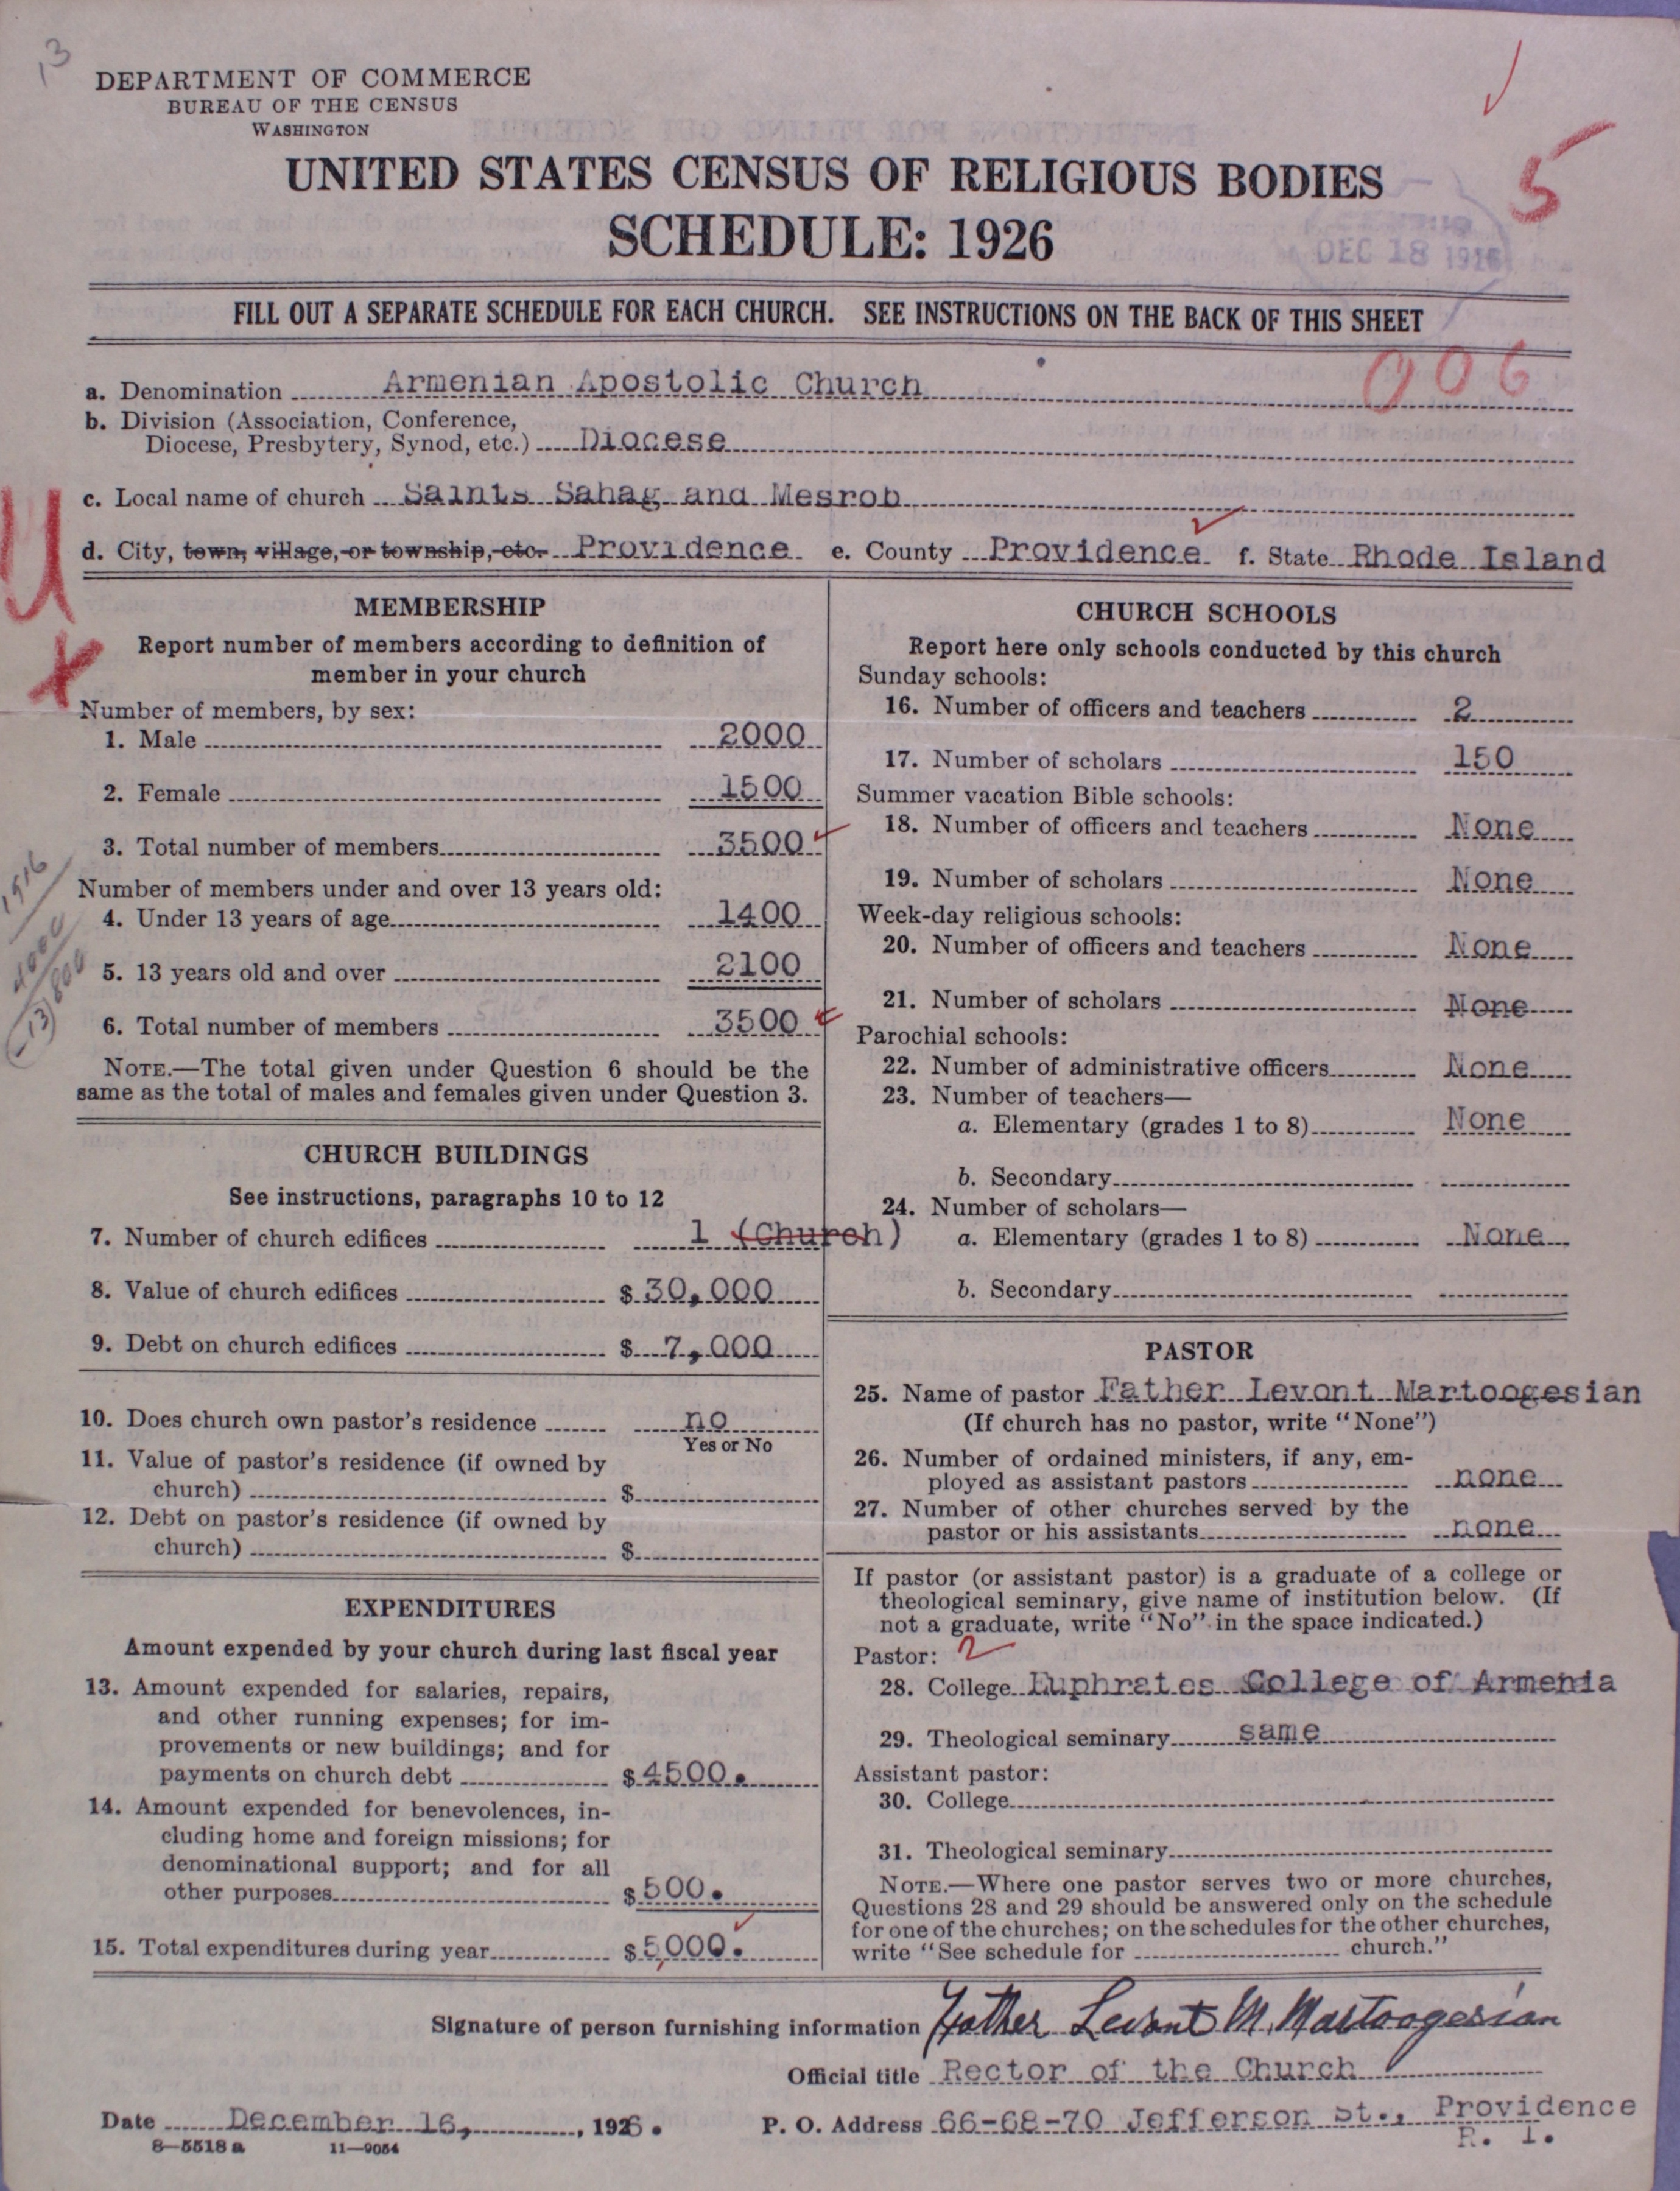 13
DEPARTMENT OF COMMERCE
BUREAU OF THE CENSUS
WASHINGTON
UNITED STATES CENSUS OF RELIGIOUS BODIES
SCHEDULE: 1926
5
CENSUS
DEC 18 1926
FILL OUT A SEPARATE SCHEDULE FOR EACH CHURCH. SEE INSTRUCTIONS ON THE BACK OF THIS SHEET
006
a. Denomination Armenian Apostolic Church
b. Division (Association, Conference,
Diocese, Presbytery, Synod, etc.) Diocese
c. Local name of church Saints Sahag and Mesrob
d. City, town, village, or township, etc. Providence e. County Providence f. State Rhode Island
MEMBERSHIP
Report number of members according to definition of
member in your church
Number of members, by sex:
1. Male 2000
2. Female 1500
3. Total number of members 3500
Number of members under and over 13 years old:
4. Under 13 years of age 1400
5. 13 years old and over 2100
6. Total number of members 3500
NOTE.—The total given under Question 6 should be the
same as the total of males and females given under Question 3.
1916
4000
(-13) 800
CHURCH BUILDINGS
See instructions, paragraphs 10 to 12
7. Number of church edifices 1 (Church)
8. Value of church edifices $ 30,000
9. Debt on church edifices $ 7,000
10. Does church own pastor's residence no
Yes or No
11. Value of pastor's residence (if owned by
church) $
12. Debt on pastor's residence (if owned by
church) $
EXPENDITURES
Amount expended by your church during last fiscal year
13. Amount expended for salaries, repairs,
and other running expenses; for im-
provements or new buildings; and for
payments on church debt $ 4500.
14. Amount expended for benevolences, in-
cluding home and foreign missions; for
denominational support; and for all
other purposes $ 500.
15. Total expenditures during year $ 5000.
CHURCH SCHOOLS
Report here only schools conducted by this church
Sunday schools:
16. Number of officers and teachers 2
17. Number of scholars 150
Summer vacation Bible schools:
18. Number of officers and teachers None
19. Number of scholars None
Week-day religious schools:
20. Number of officers and teachers None
21. Number of scholars None
Parochial schools:
22. Number of administrative officers None
23. Number of teachers—
a. Elementary (grades 1 to 8) None
b. Secondary
24. Number of scholars—
a. Elementary (grades 1 to 8) None
b. Secondary
PASTOR
25. Name of pastor Father Levont Martoogesian
(If church has no pastor, write "None")
26. Number of ordained ministers, if any, em-
ployed as assistant pastors none
27. Number of other churches served by the
pastor or his assistants none
If pastor (or assistant pastor) is a graduate of a college or
theological seminary, give name of institution below. (If
not a graduate, write "No" in the space indicated.)
Pastor: 2
28. College Euphrates College of Armenia
29. Theological seminary same
Assistant pastor:
30. College
31. Theological seminary
NOTE.—Where one pastor serves two or more churches,
Questions 28 and 29 should be answered only on the schedule
for one of the churches; on the schedules for the other churches,
write "See schedule for church."
Signature of person furnishing information Father Levont M. Martoogesian
Official title Rector of the Church
Date December 16, 1926. P. O. Address 66-68-70 Jefferson St., Providence
R. I.
8—5518 a 11—9054